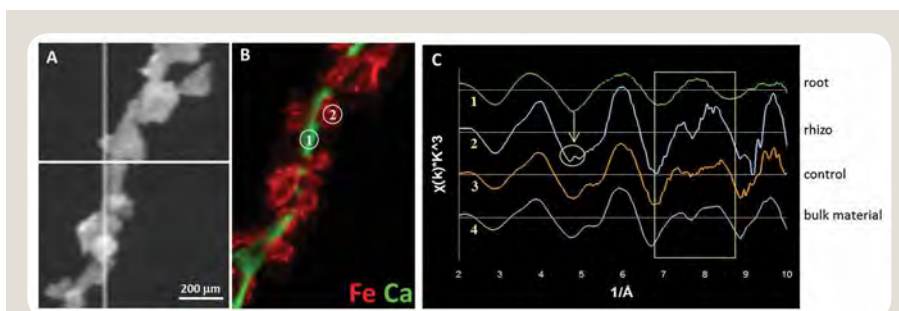 A
200 µm
B
1
2
Fe Ca
C
χ(k)*K^3
1
2
3
4
2 3 4 5 6 7 8 9 10
1/Å
root
rhizo
control
bulk material